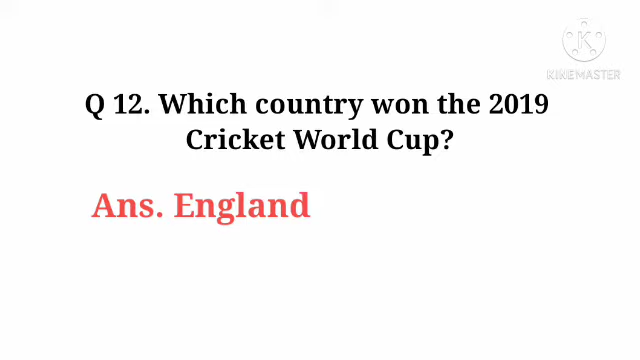 KINEMASTER
Q 12. Which country won the 2019
Cricket World Cup?
Ans. England